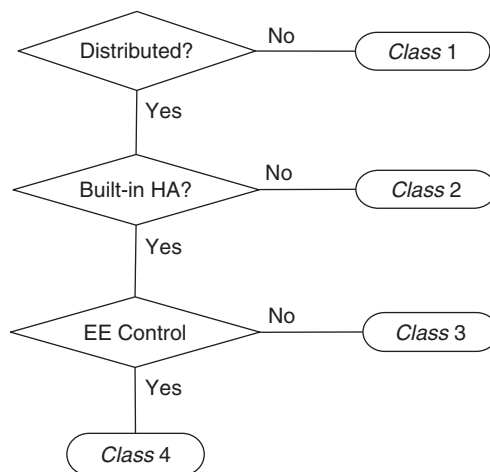 Distributed?
No
Class 1
Yes
Built-in HA?
No
Class 2
Yes
EE Control
No
Class 3
Yes
Class 4